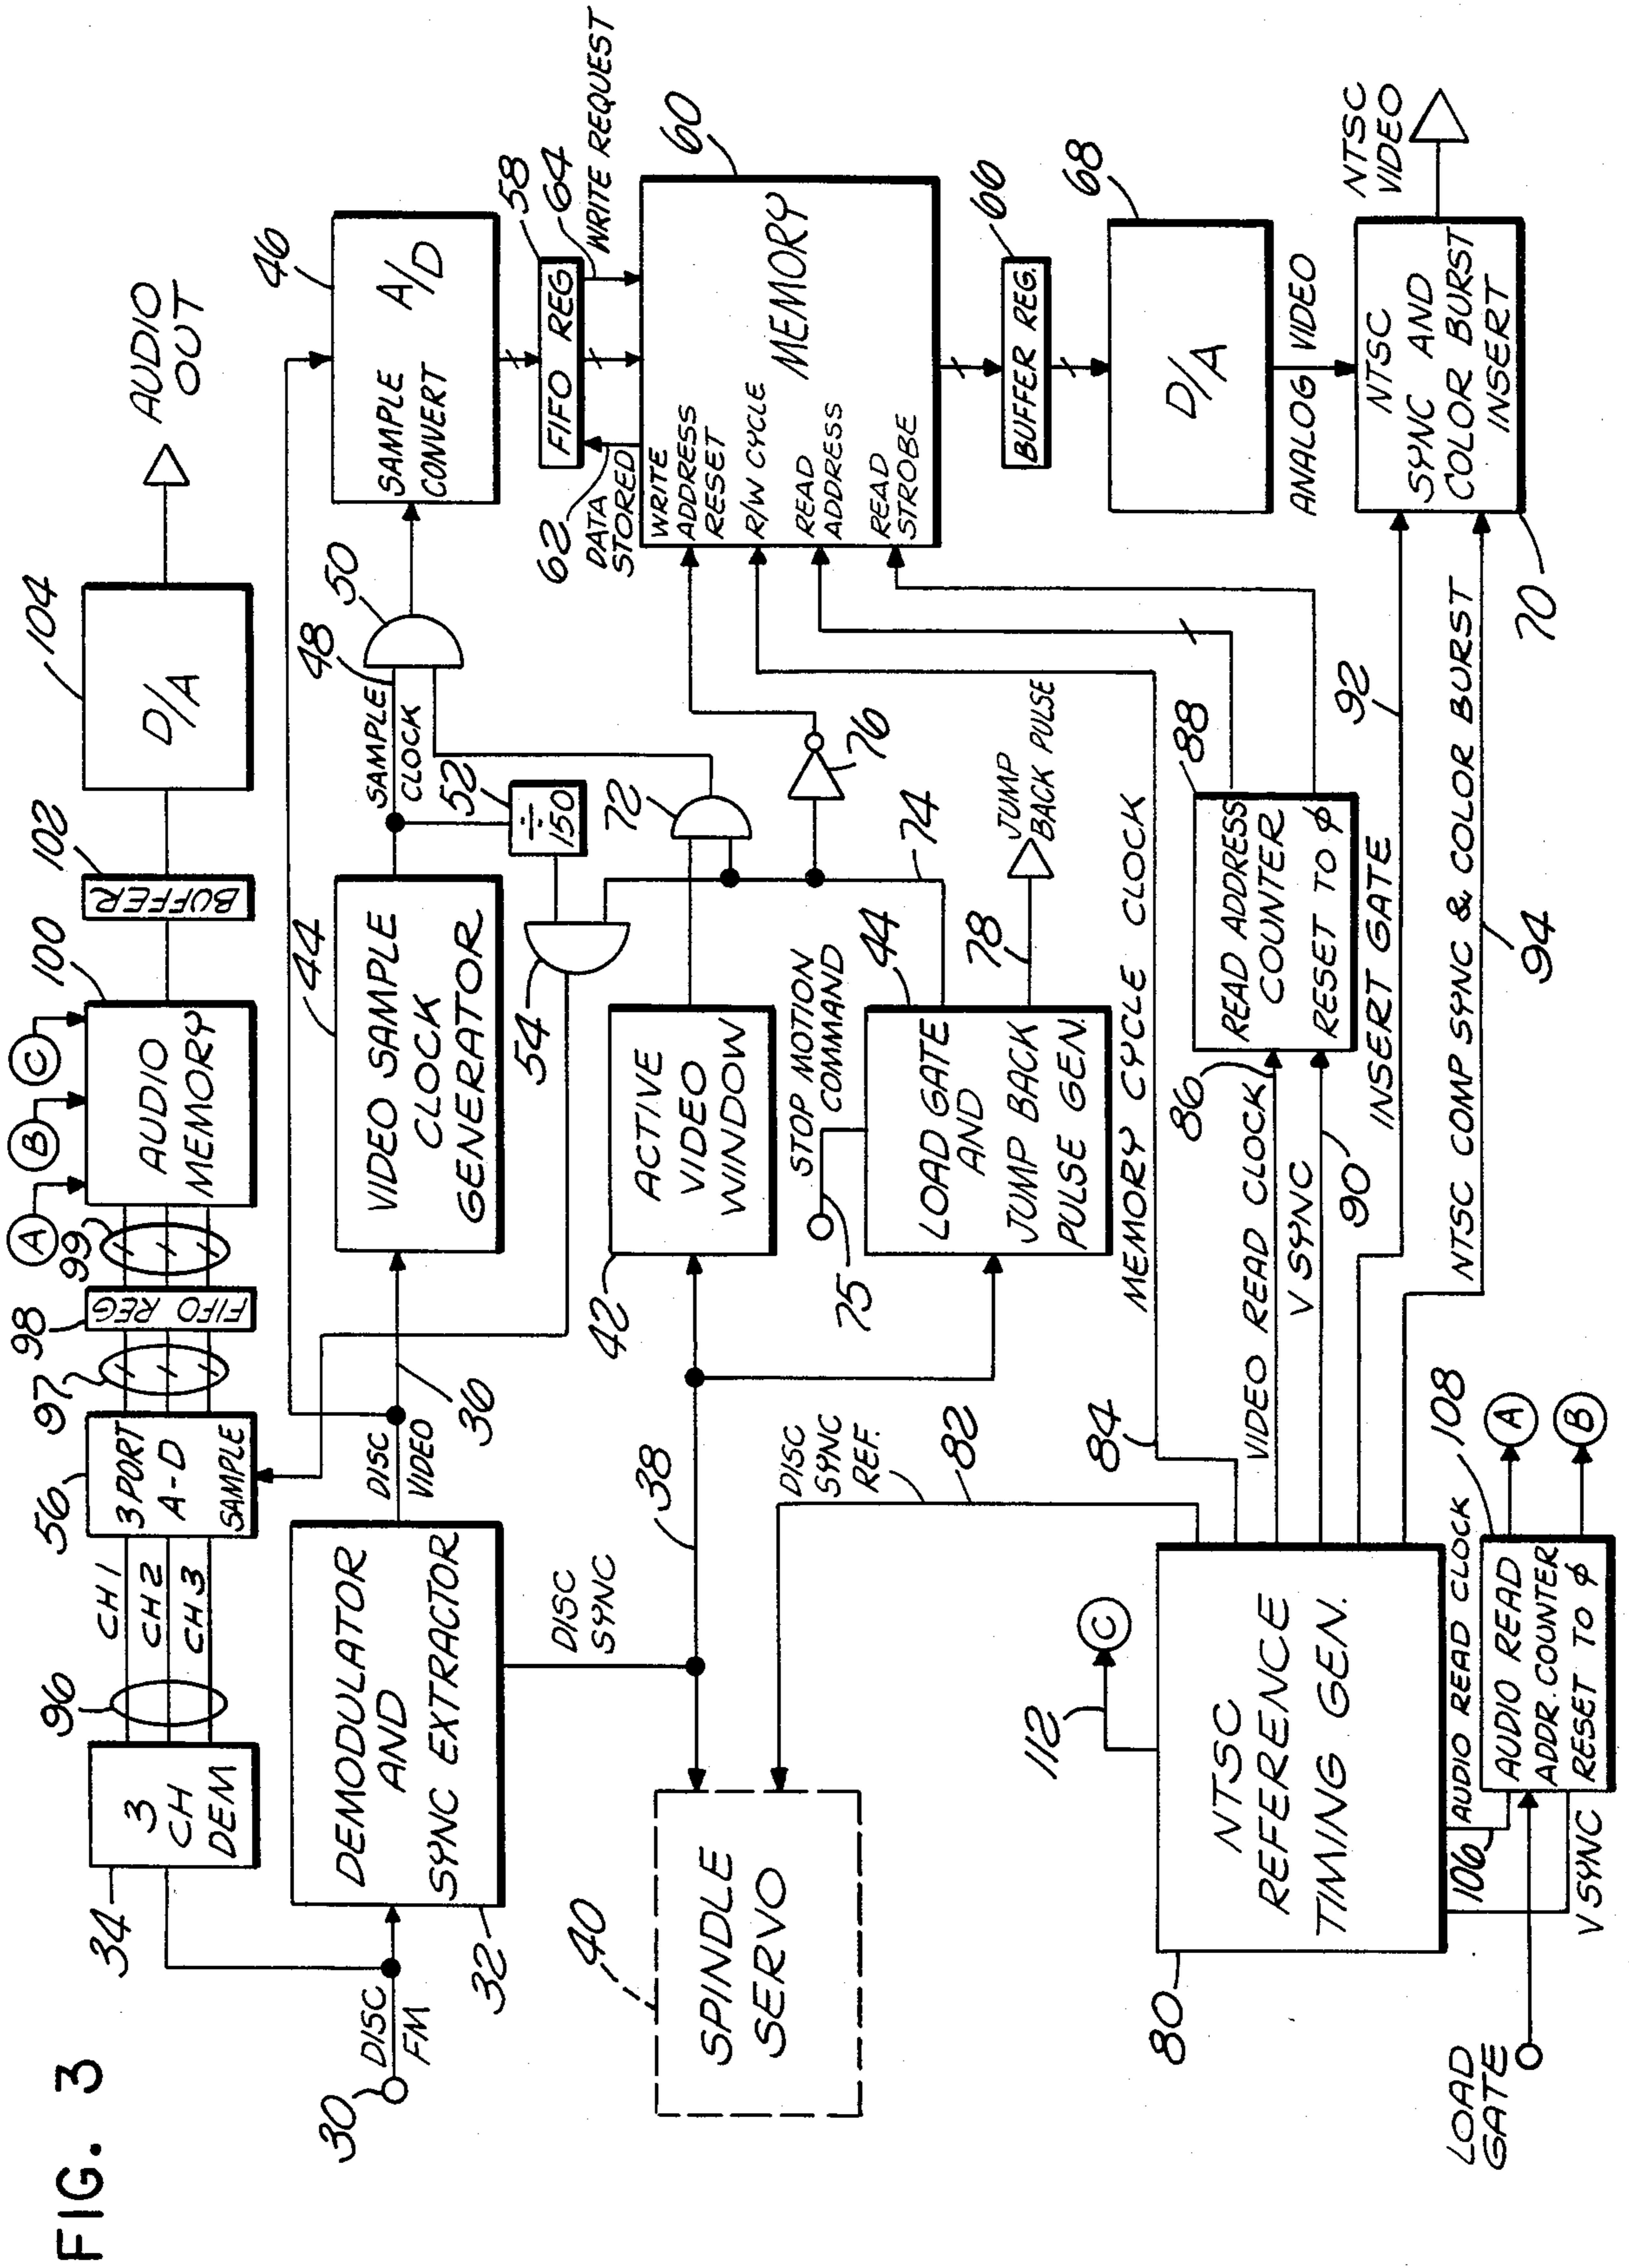 FIG. 3
30
DISC
FM
34
3
CH
DEM
96
CH 1
CH 2
CH. 3
56
3 PORT
A-D
SAMPLE
97
98
FIFO REG
99
A
B
C
100
AUDIO
MEMORY
102
BUFFER
104
D/A
AUDIO
OUT
32
DEMODULATOR
AND
SYNC EXTRACTOR
DISC
VIDEO
36
44
VIDEO SAMPLE
CLOCK
GENERATOR
SAMPLE
CLOCK
48
50
52
÷
150
54
46
SAMPLE
CONVERT
A/D
58
FIFO REG
64
WRITE REQUEST
62
DATA
STORED
60
MEMORY
WRITE
ADDRESS
RESET
R/W CYCLE
READ
ADDRESS
READ
STROBE
DISC
SYNC
38
40
SPINDLE
SERVO
DISC
SYNC
REF.
82
42
ACTIVE
VIDEO
WINDOW
72
STOP MOTION
COMMAND
75
44
LOAD GATE
AND
JUMP BACK
PULSE GEN.
74
76
78
JUMP
BACK PULSE
66
BUFFER REG.
68
D/A
ANALOG VIDEO
NTSC
SYNC AND
COLOR BURST
INSERT
70
NTSC
VIDEO
80
NTSC
REFERENCE
TIMING GEN.
112
C
84
MEMORY CYCLE CLOCK
VIDEO READ CLOCK
86
V SYNC
90
88
READ ADDRESS
COUNTER
RESET TO ϕ
INSERT GATE
92
NTSC COMP SYNC & COLOR BURST
94
106
AUDIO READ CLOCK
108
AUDIO READ
ADDR. COUNTER
RESET TO ϕ
A
B
V SYNC
LOAD
GATE